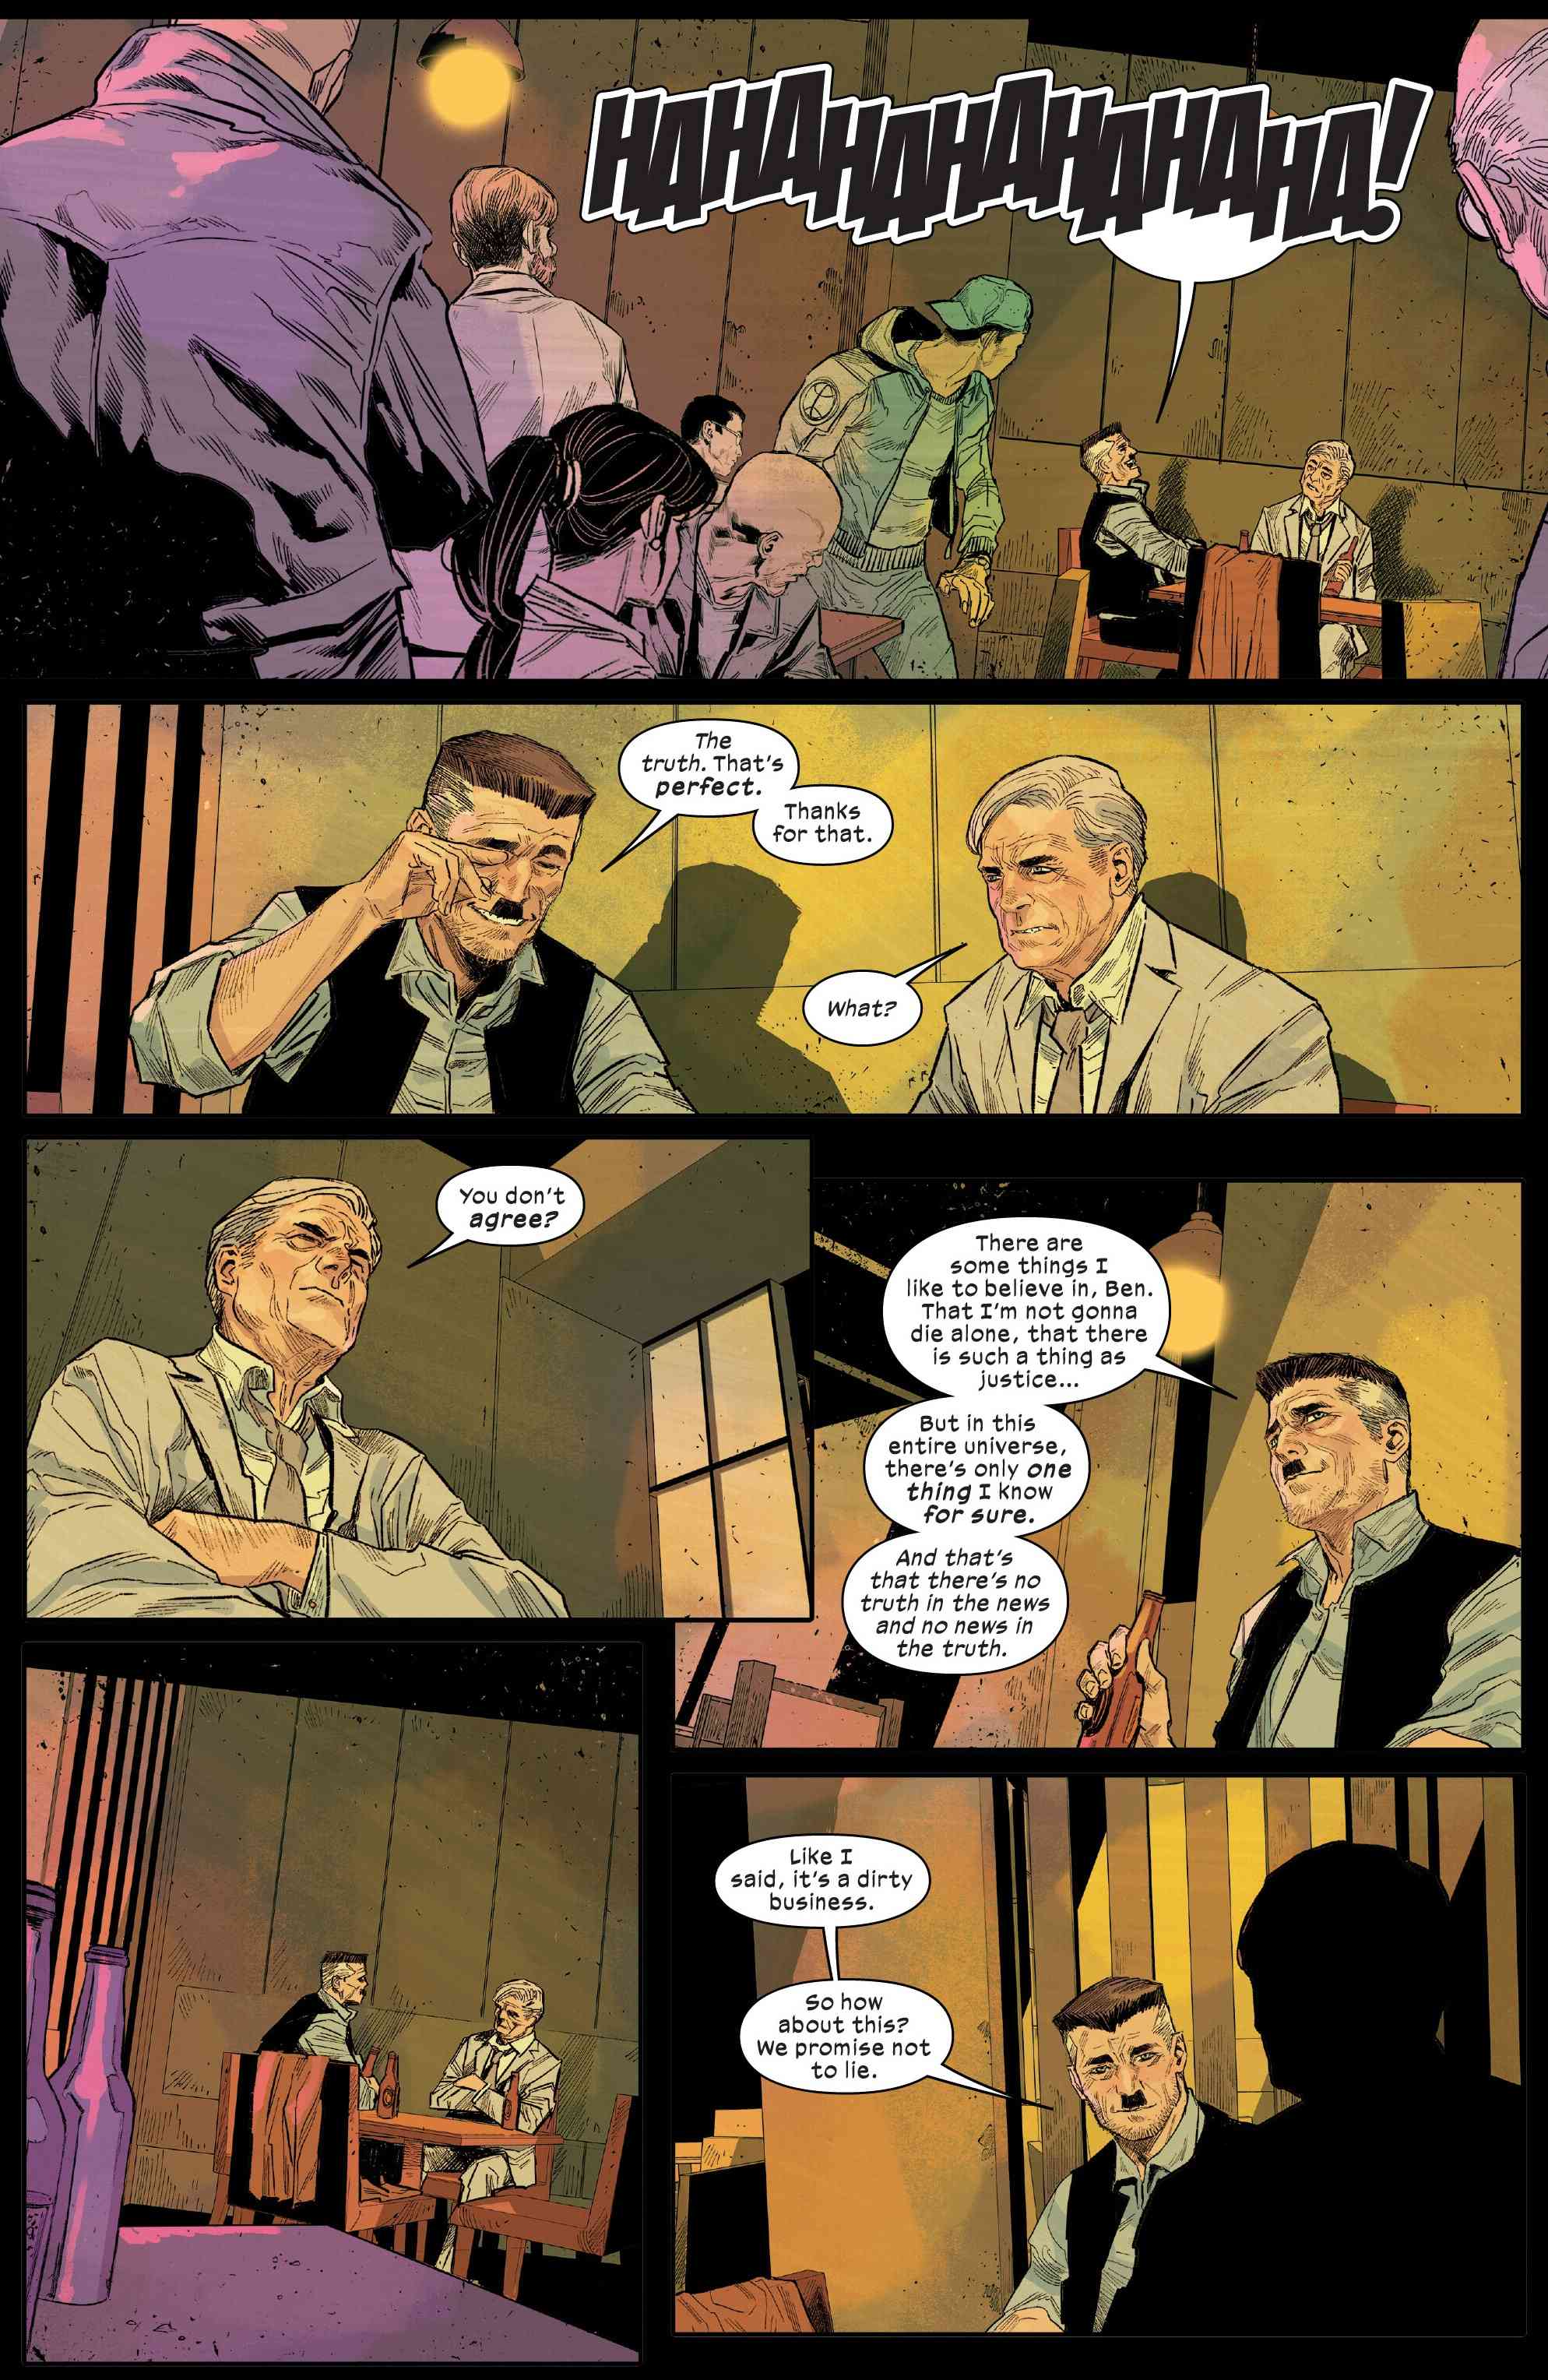 HAHAHAHAHAHAHAHA!
The
truth. That's
perfect.
Thanks
for that.
What?
You don't
agree?
There are
some things I
like to believe in, Ben.
That I'm not gonna
die alone, that there
is such a thing as
justice...
But in this
entire universe,
there's only one
thing I know
for sure.
And that's
that there's no
truth in the news
and no news in
the truth.
Like I
said, it's a dirty
business.
So how
about this?
We promise not
to lie.